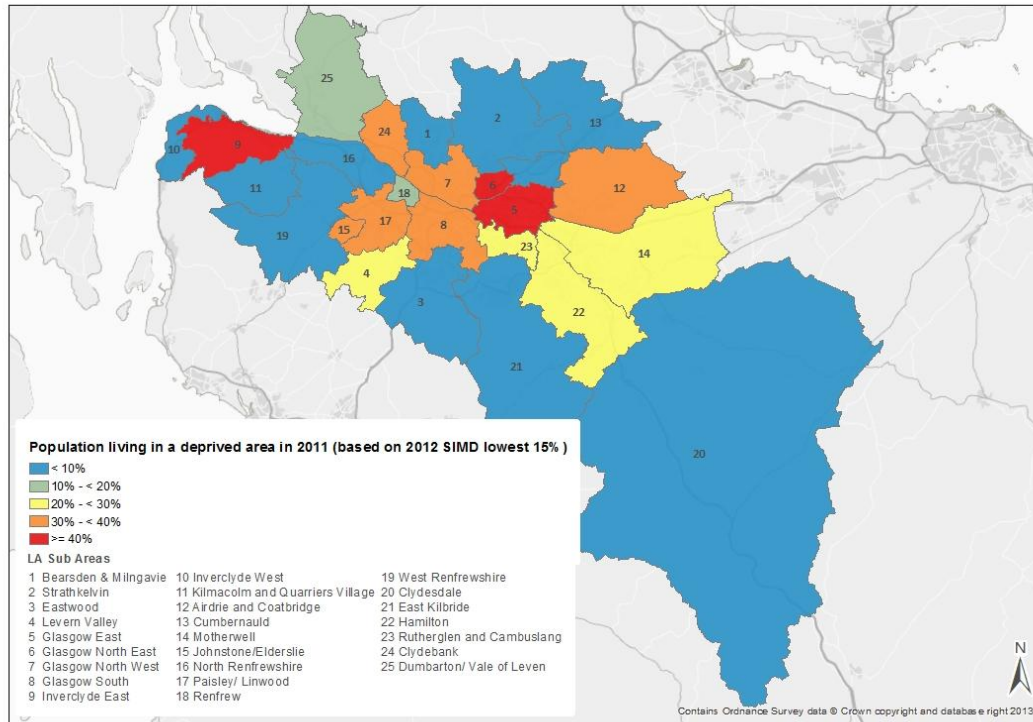 25
10
9
24
1
2
13
16
11
18
7
6
12
19
15
17
8
5
23
4
14
3
22
21
20
Population living in a deprived area in 2011 (based on 2012 SIMD lowest 15% )
< 10%
10% - < 20%
20% - < 30%
30% - < 40%
>= 40%
LA Sub Areas
1 Bearsden & Milngavie
2 Strathkelvin
3 Eastwood
4 Levern Valley
5 Glasgow East
6 Glasgow North East
7 Glasgow North West
8 Glasgow South
9 Inverclyde East
10 Inverclyde West
11 Kilmacolm and Quarriers Village
12 Airdrie and Coatbridge
13 Cumbernauld
14 Motherwell
15 Johnstone/Elderslie
16 North Renfrewshire
17 Paisley/ Linwood
18 Renfrew
19 West Renfrewshire
20 Clydesdale
21 East Kilbride
22 Hamilton
23 Rutherglen and Cambuslang
24 Clydebank
25 Dumbarton/ Vale of Leven
N
Contains Ordnance Survey data © Crown copyright and database right 2013